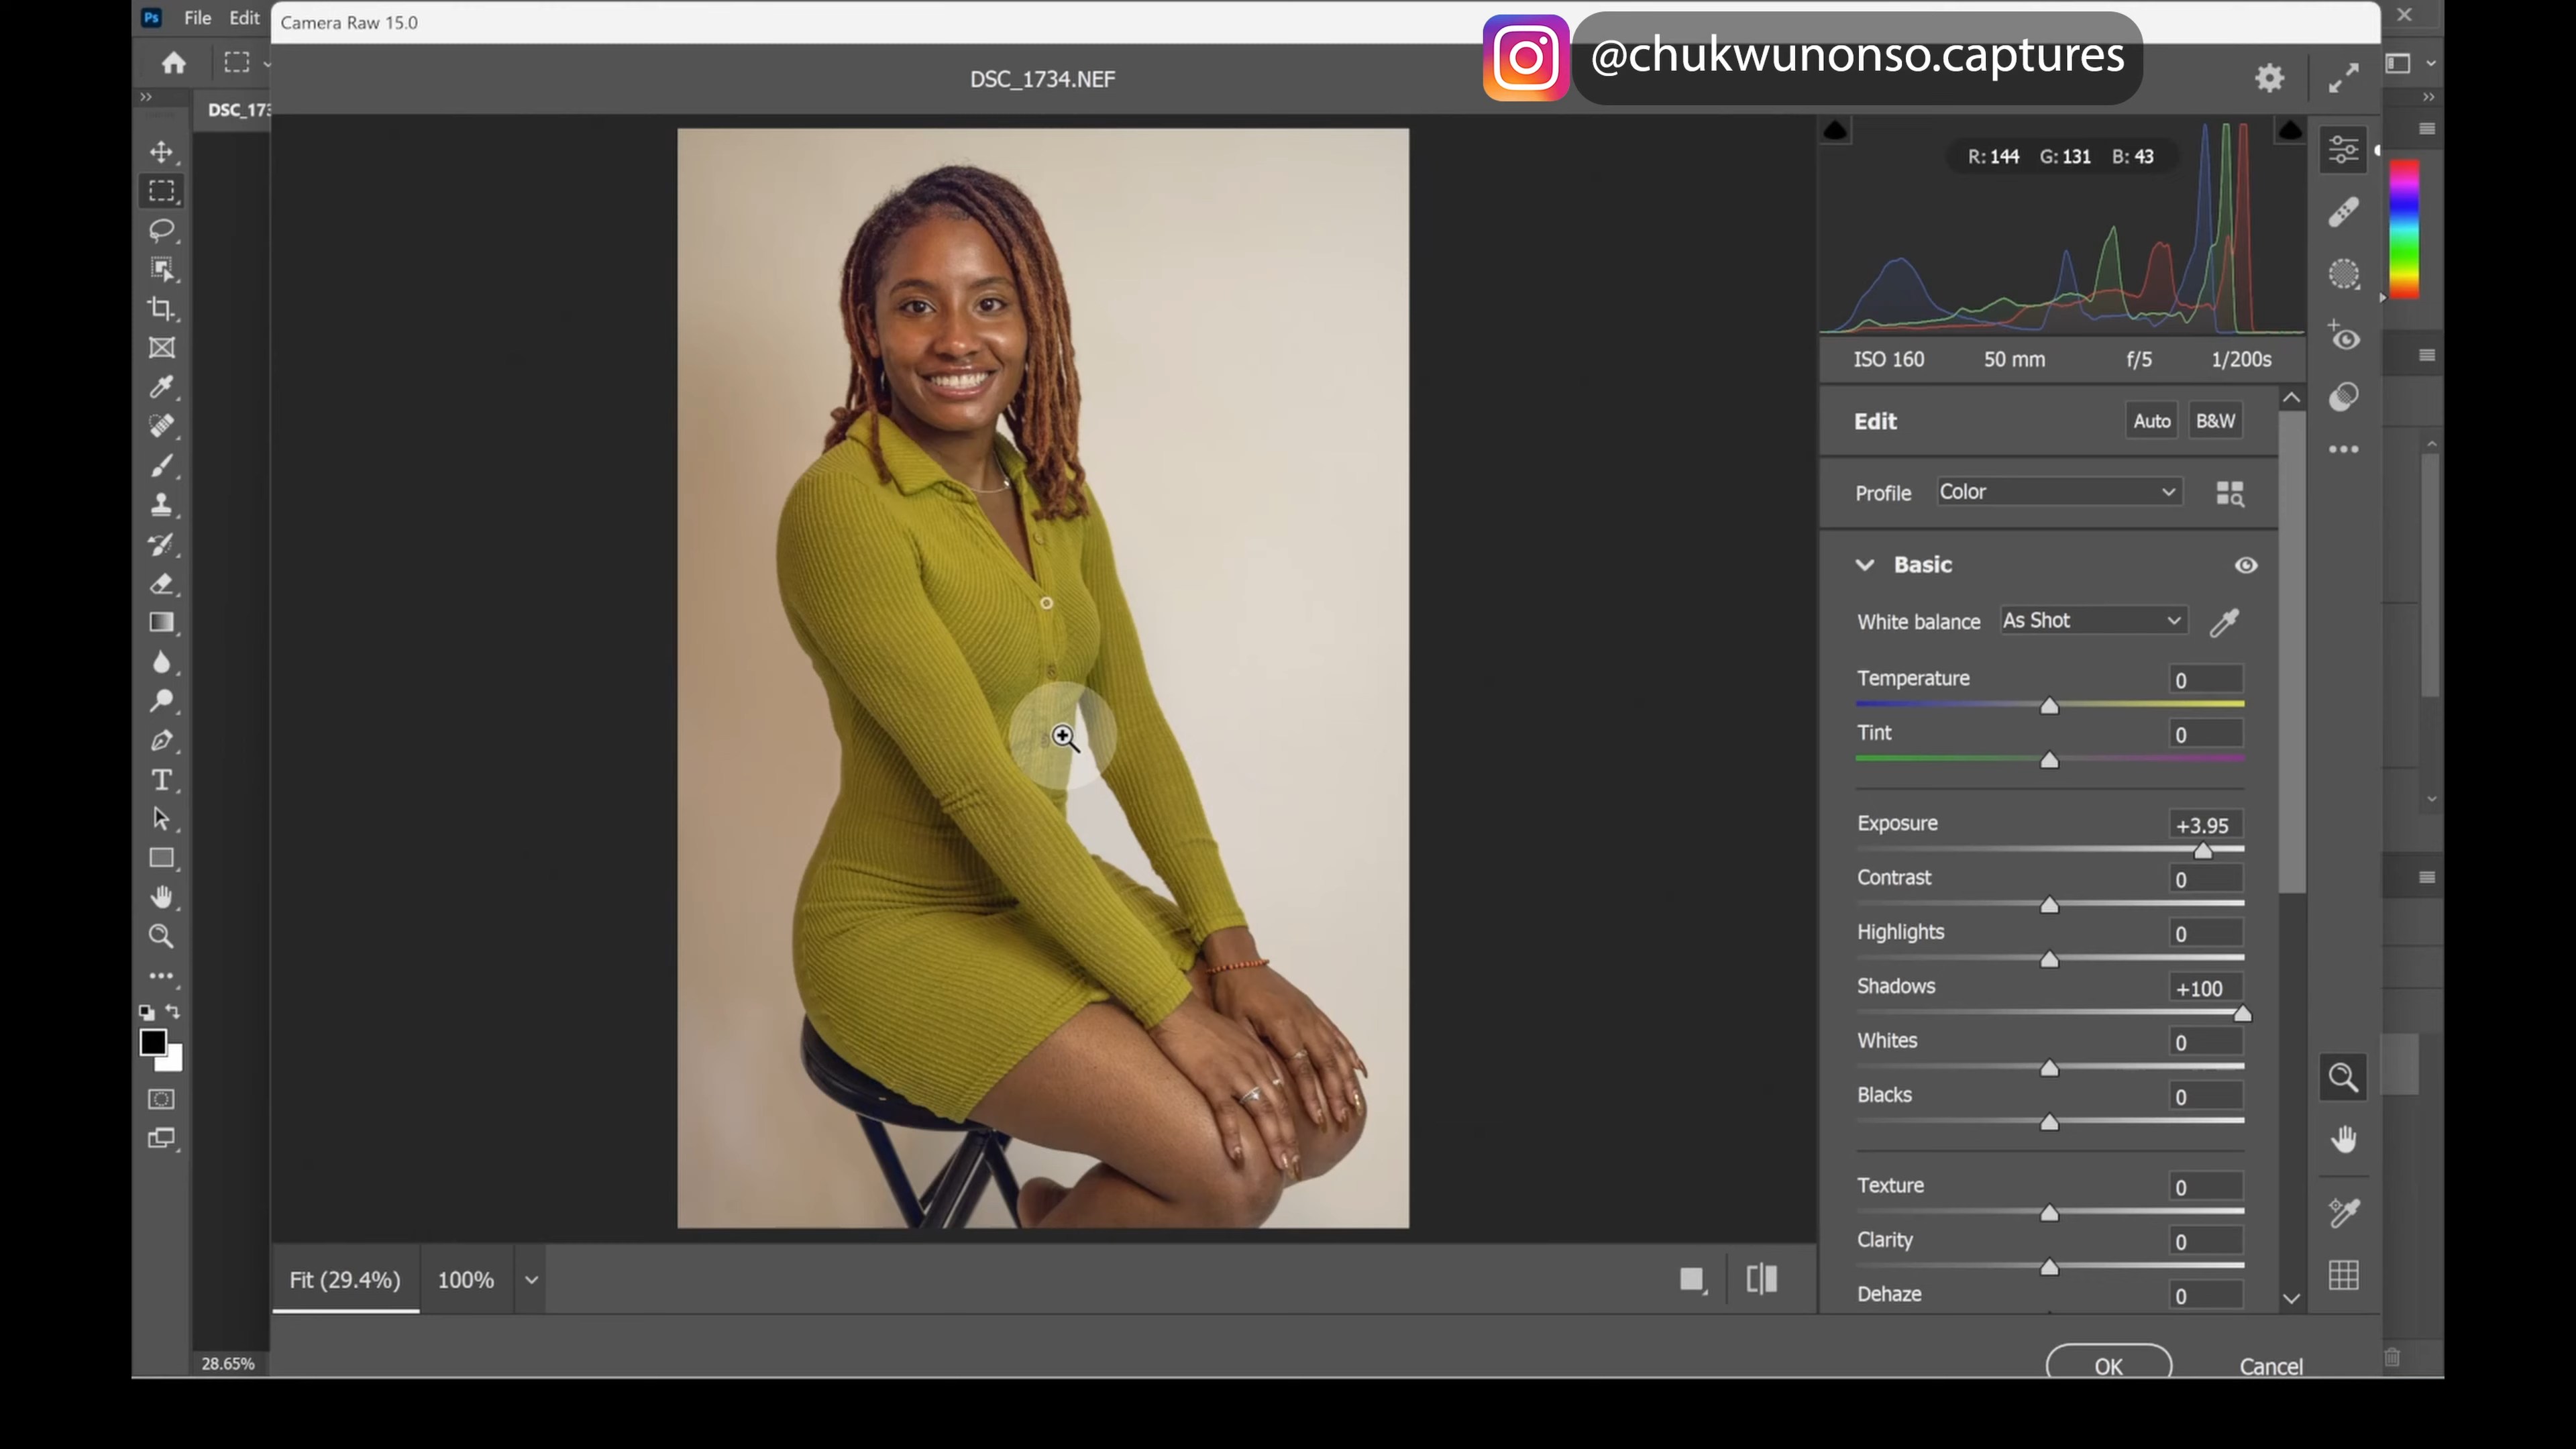 Ps File Edit
Camera Raw 15.0
@chukwunonso.captures
DSC_1734.NEF
DSC_173
R: 144 G: 131 B: 43
ISO 160 50 mm f/5 1/200s
Edit Auto B&W
Profile Color
Basic
White balance As Shot
Temperature 0
Tint 0
Exposure +3.95
Contrast 0
Highlights 0
Shadows +100
Whites 0
Blacks 0
Texture 0
Clarity 0
Dehaze 0
Fit (29.4%) 100%
28.65%
OK Cancel